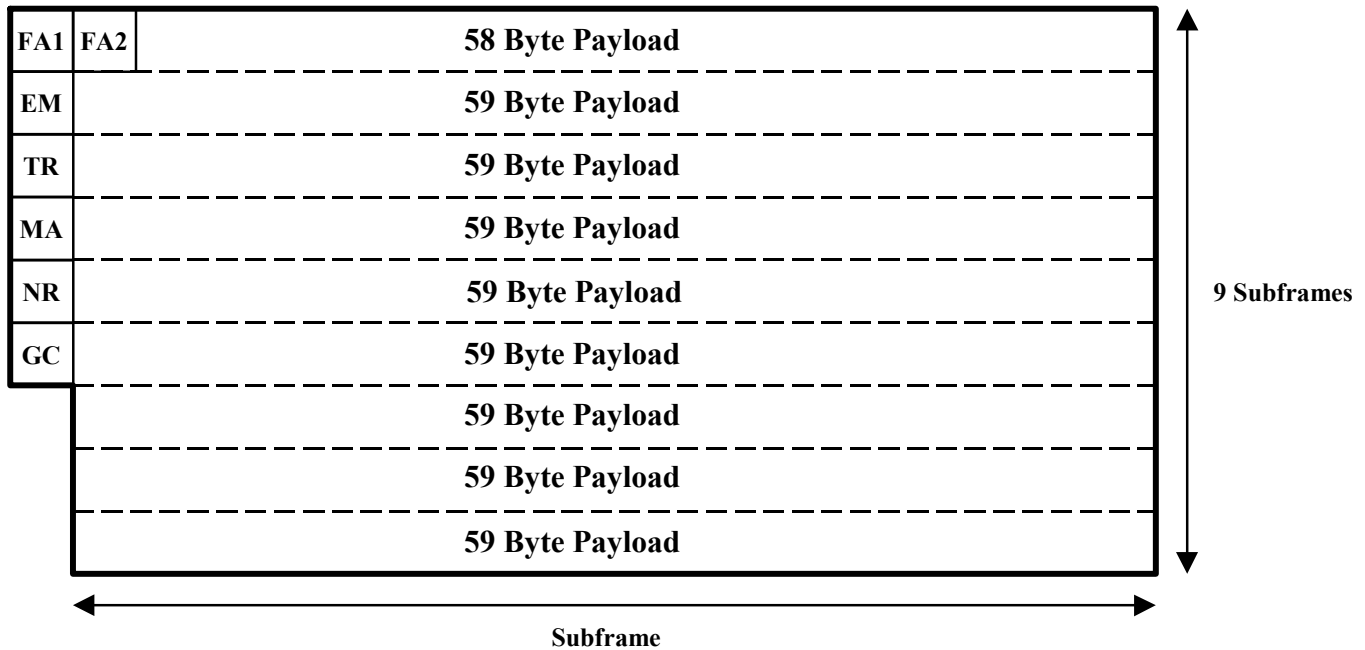 FA1 FA2 58 Byte Payload
EM 59 Byte Payload
TR 59 Byte Payload
MA 59 Byte Payload
NR 59 Byte Payload
9 Subframes
GC 59 Byte Payload
59 Byte Payload
59 Byte Payload
59 Byte Payload
Subframe